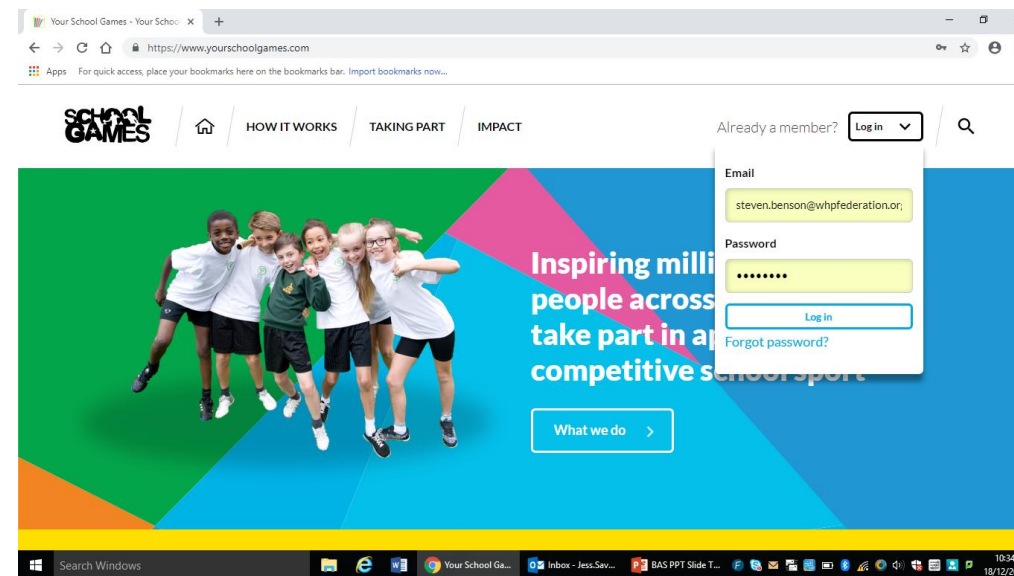 Your School Games - Your Schoo
https://www.yourschoolgames.com
Apps For quick access, place your bookmarks here on the bookmarks bar. Import bookmarks now...
SCHOOL
GAMES
HOW IT WORKS TAKING PART IMPACT
Already a member? Log in
Email
steven.benson@whpfederation.or
Password
Log in
Forgot password?
Inspiring milli
people across
take part in
competitive school sport
What we do
Search Windows
Your School Ga...
Inbox - Jess.Sav...
BAS PPT Slide T...
10:34
18/12/2